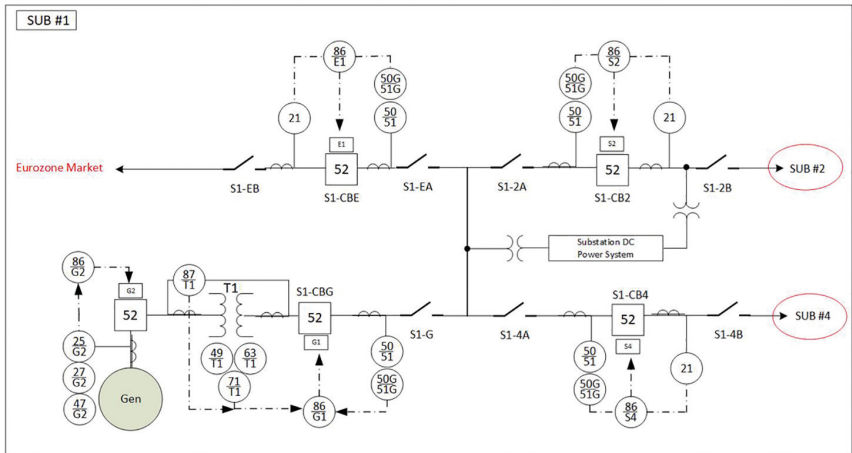 SUB #1
86
E1
86
S2
50G
51G
50G
51G
21
50
51
50
51
21
E1
S2
Eurozone Market
52
52
SUB #2
S1-EB
S1-CBE
S1-EA
S1-2A
S1-CB2
S1-2B
Substation DC
Power System
86
G2
87
T1
T1
S1-CBG
S1-CB4
G2
52
52
52
SUB #4
S1-G
S1-4A
S1-4B
G1
S4
25
G2
49
T1
63
T1
50
51
50
51
21
27
G2
71
T1
50G
51G
50G
51G
47
G2
Gen
86
G1
86
S4